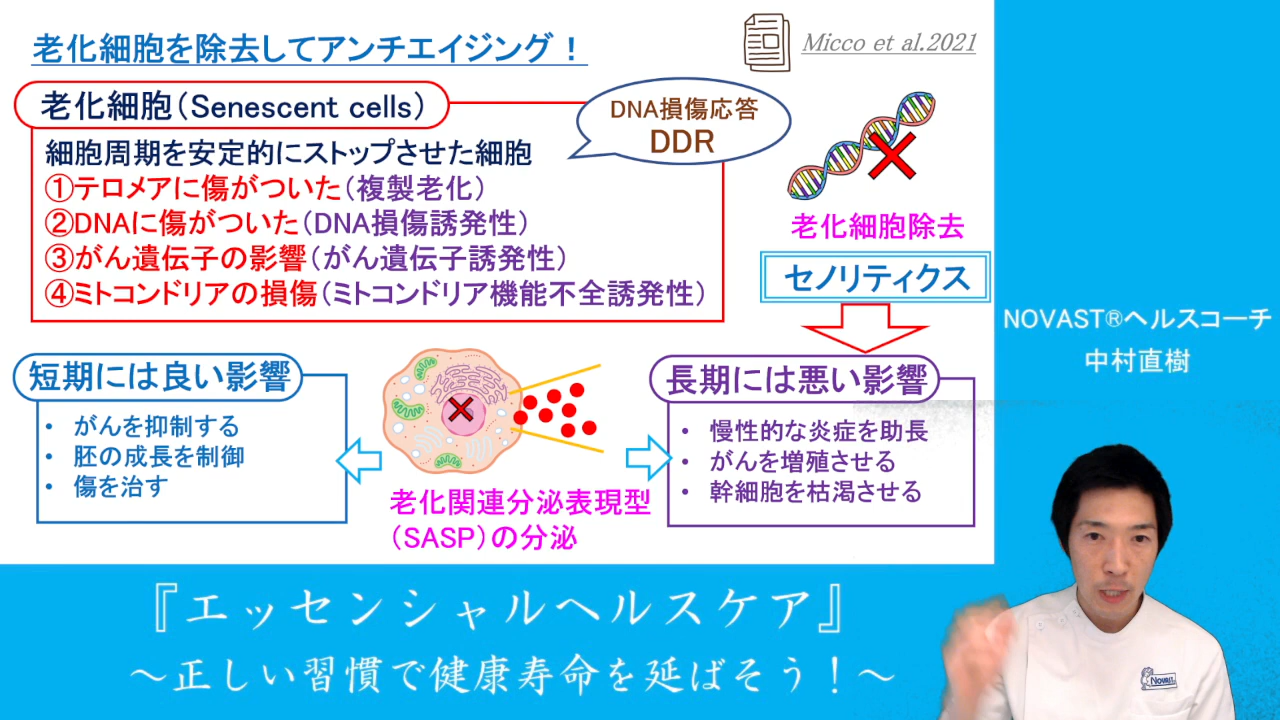 老化細胞を除去してアンチエイジング！
Micco et al.2021
老化細胞（Senescent cells）
DNA損傷応答
DDR
細胞周期を安定的にストップさせた細胞
①テロメアに傷がついた（複製老化）
②DNAに傷がついた（DNA損傷誘発性）
③がん遺伝子の影響（がん遺伝子誘発性）
④ミトコンドリアの損傷（ミトコンドリア機能不全誘発性）
老化細胞除去
セノリティクス
短期には良い影響
• がんを抑制する
• 胚の成長を制御
• 傷を治す
老化関連分泌表現型
（SASP）の分泌
長期には悪い影響
• 慢性的な炎症を助長
• がんを増殖させる
• 幹細胞を枯渇させる
NOVAST®ヘルスコーチ
中村直樹
『エッセンシャルヘルスケア』
～正しい習慣で健康寿命を延ばそう！～
NOVAST